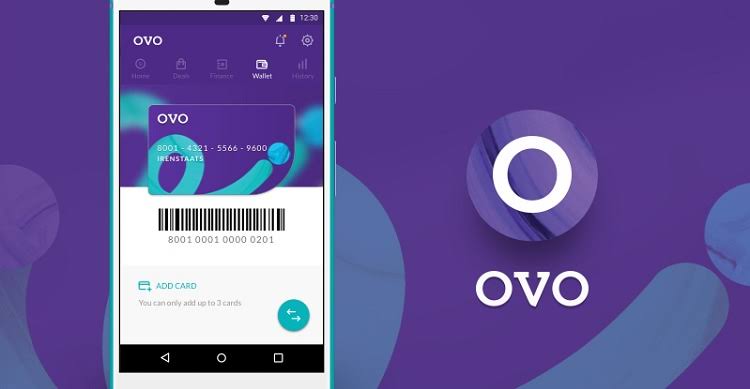 12:30
OVO
Home Deals Finance Wallet History
OVO
8001 - 4321 - 5566 - 9600
IRENSTAATS
8001 0001 0000 0201
ADD CARD
You can only add up to 3 cards
O
OVO